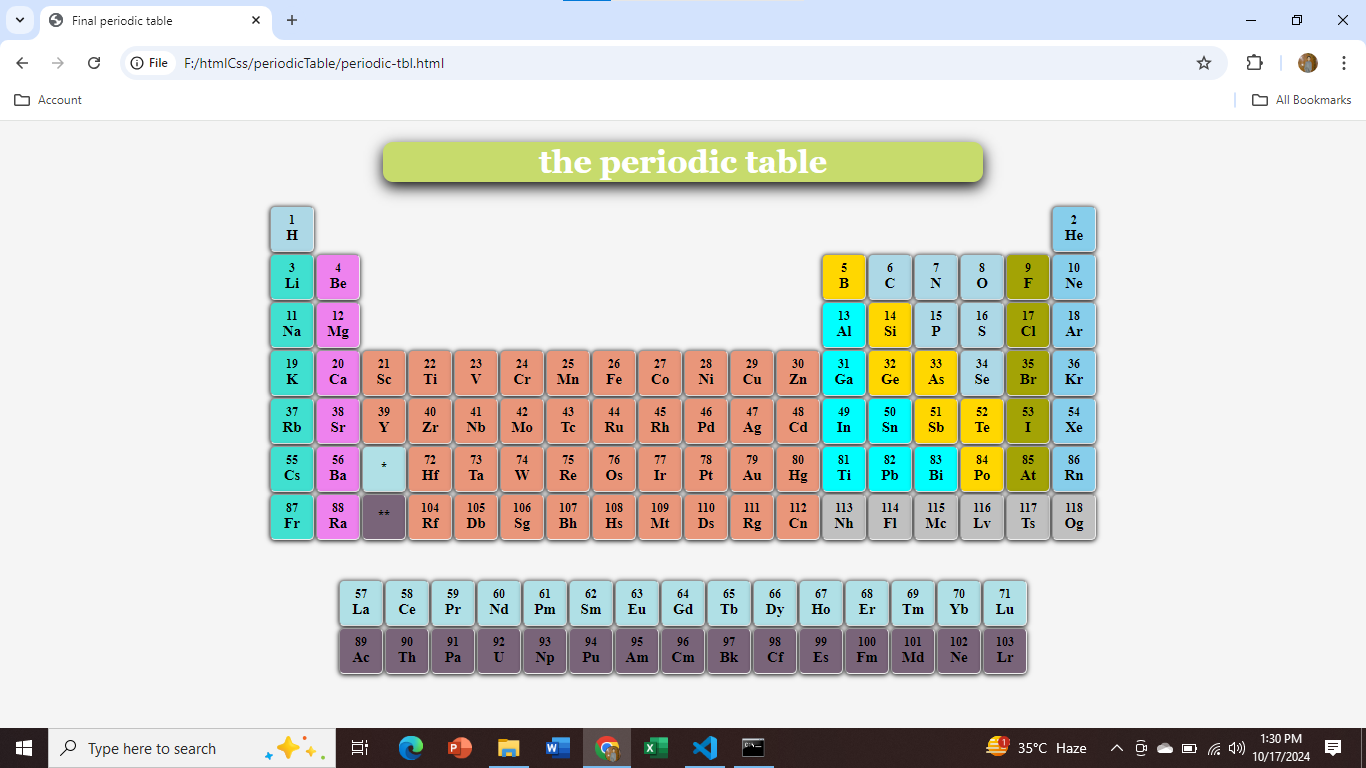 Final periodic table
File F:/htmlCss/periodicTable/periodic-tbl.html
Account All Bookmarks
the periodic table
1 2
H He
3 4 5 6 7 8 9 10
Li Be B C N O F Ne
11 12 13 14 15 16 17 18
Na Mg Al Si P S Cl Ar
19 20 21 22 23 24 25 26 27 28 29 30 31 32 33 34 35 36
K Ca Sc Ti V Cr Mn Fe Co Ni Cu Zn Ga Ge As Se Br Kr
37 38 39 40 41 42 43 44 45 46 47 48 49 50 51 52 53 54
Rb Sr Y Zr Nb Mo Tc Ru Rh Pd Ag Cd In Sn Sb Te I Xe
55 56 * 72 73 74 75 76 77 78 79 80 81 82 83 84 85 86
Cs Ba Hf Ta W Re Os Ir Pt Au Hg Ti Pb Bi Po At Rn
87 88 ** 104 105 106 107 108 109 110 111 112 113 114 115 116 117 118
Fr Ra Rf Db Sg Bh Hs Mt Ds Rg Cn Nh Fl Mc Lv Ts Og
57 58 59 60 61 62 63 64 65 66 67 68 69 70 71
La Ce Pr Nd Pm Sm Eu Gd Tb Dy Ho Er Tm Yb Lu
89 90 91 92 93 94 95 96 97 98 99 100 101 102 103
Ac Th Pa U Np Pu Am Cm Bk Cf Es Fm Md Ne Lr
Type here to search 1 35°C Haze 1:30 PM
10/17/2024